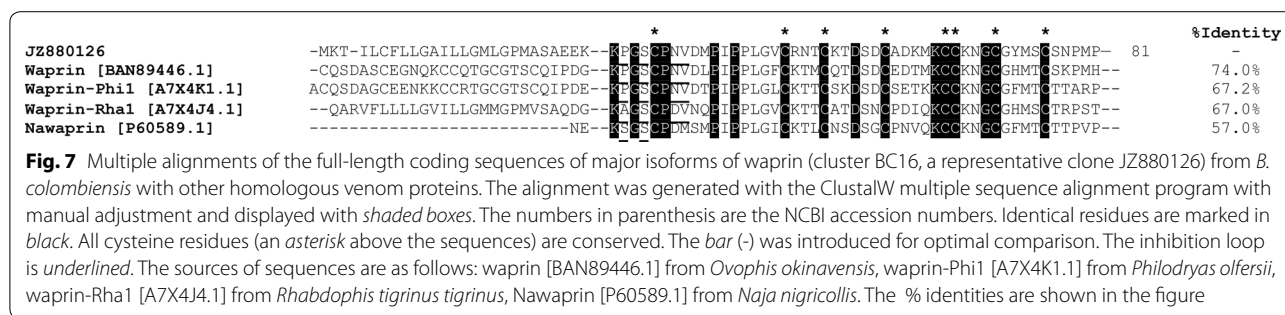 * * * * ** * * %Identity
JZ880126 -MKT-ILCFLLGAILLGMLGPMASAEEK--KPGSCPNVDMPIPPLGVCRNTCKTDSDCADKMKCCKNGCGYMSCSNPMP— 81 -
Waprin [BAN89446.1] -CQSDASCEGNQKCCQTGCGTSCQIPDG-KPGSCPNVDLPIPPLGFCKTMCQTDSDCEDTMKCCKNGCGHMTCSKPMH-- 74.0%
Waprin-Phi1 [A7X4K1.1] ACQSDAGCEENKKCCRTGCGTSCQIPDE-KPGSCPNVDTPIPPLGLCKTTCSKDSDCSETKKCCKNGCGFMTCTTARP-- 67.2%
Waprin-Rha1 [A7X4J4.1] --QARVFLLLLGVILLGMMGPMVSAQDG-KAGSCPDVNQPIPPLGVCKTTCATDSNCPDIQKCCKNGCGHMSCTRPST-- 67.0%
Nawaprin [P60589.1] --------------------------NE-KSGSCPDMSMPIPPLGICKTLCNSDSGCPNVQKCCKNGCGFMTCTTPVP-- 57.0%
Fig. 7 Multiple alignments of the full-length coding sequences of major isoforms of waprin (cluster BC16, a representative clone JZ880126) from B.
colombiensis with other homologous venom proteins. The alignment was generated with the ClustalW multiple sequence alignment program with
manual adjustment and displayed with shaded boxes. The numbers in parenthesis are the NCBI accession numbers. Identical residues are marked in
black. All cysteine residues (an asterisk above the sequences) are conserved. The bar (-) was introduced for optimal comparison. The inhibition loop
is underlined. The sources of sequences are as follows: waprin [BAN89446.1] from Ovophis okinavensis, waprin-Phi1 [A7X4K1.1] from Philodryas olfersii,
waprin-Rha1 [A7X4J4.1] from Rhabdophis tigrinus tigrinus, Nawaprin [P60589.1] from Naja nigricollis. The % identities are shown in the figure